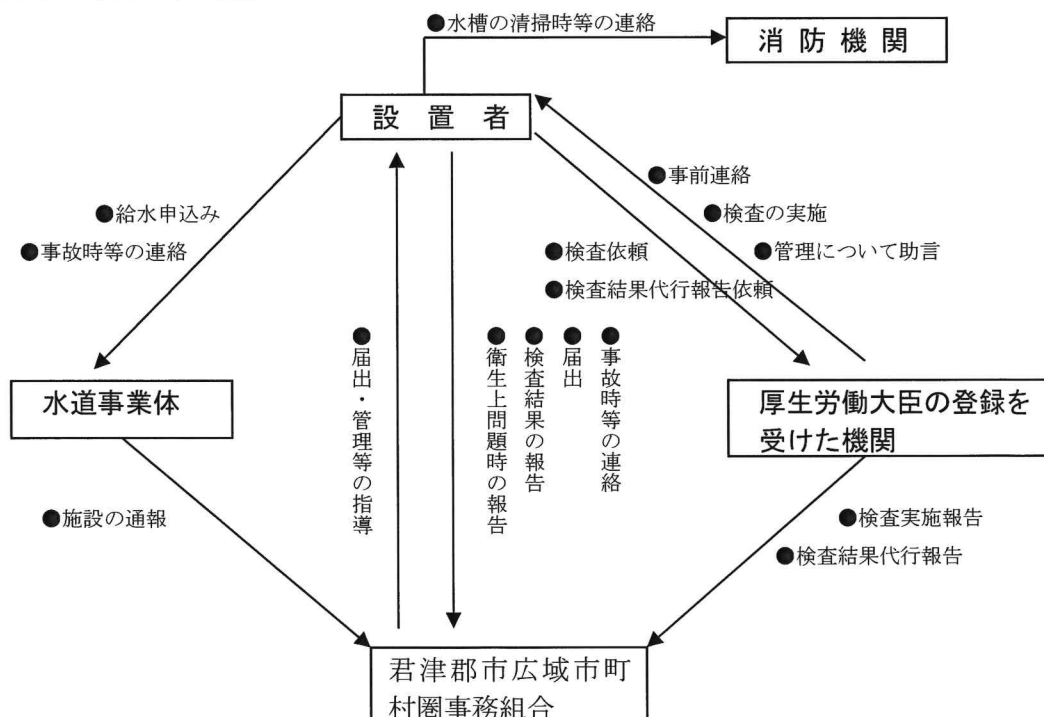 ●水槽の清掃時等の連絡
消防機関
設置者
●事前連絡
●給水申込み
●検査の実施
●事故時等の連絡
●検査依頼
●管理について助言
●検査結果代行報告依頼
●届出・管理等の指導
●衛生上問題時の報告
●検査結果の報告
●届出
●事故時等の連絡
水道事業体
厚生労働大臣の登録を
受けた機関
●施設の通報
●検査実施報告
●検査結果代行報告
君津郡市広域市町
村圏事務組合